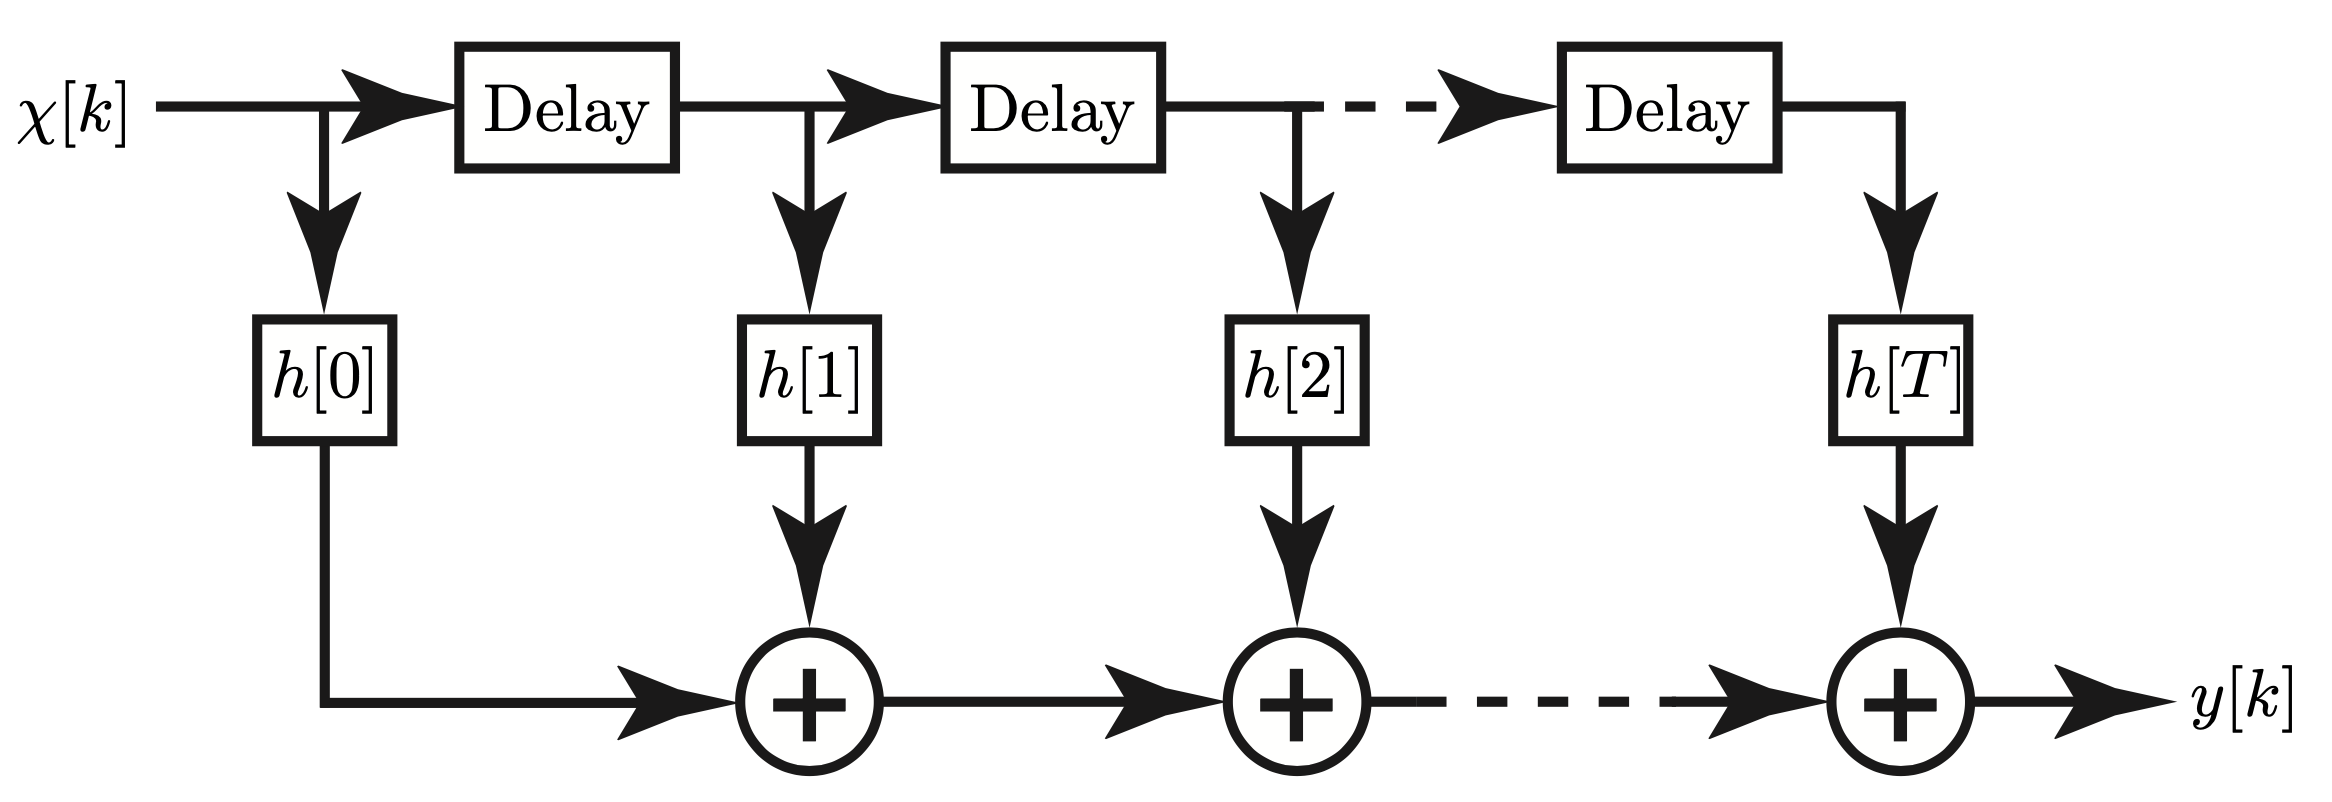 χ[k] Delay Delay Delay
h[0] h[1] h[2] h[T]
+ + + y[k]